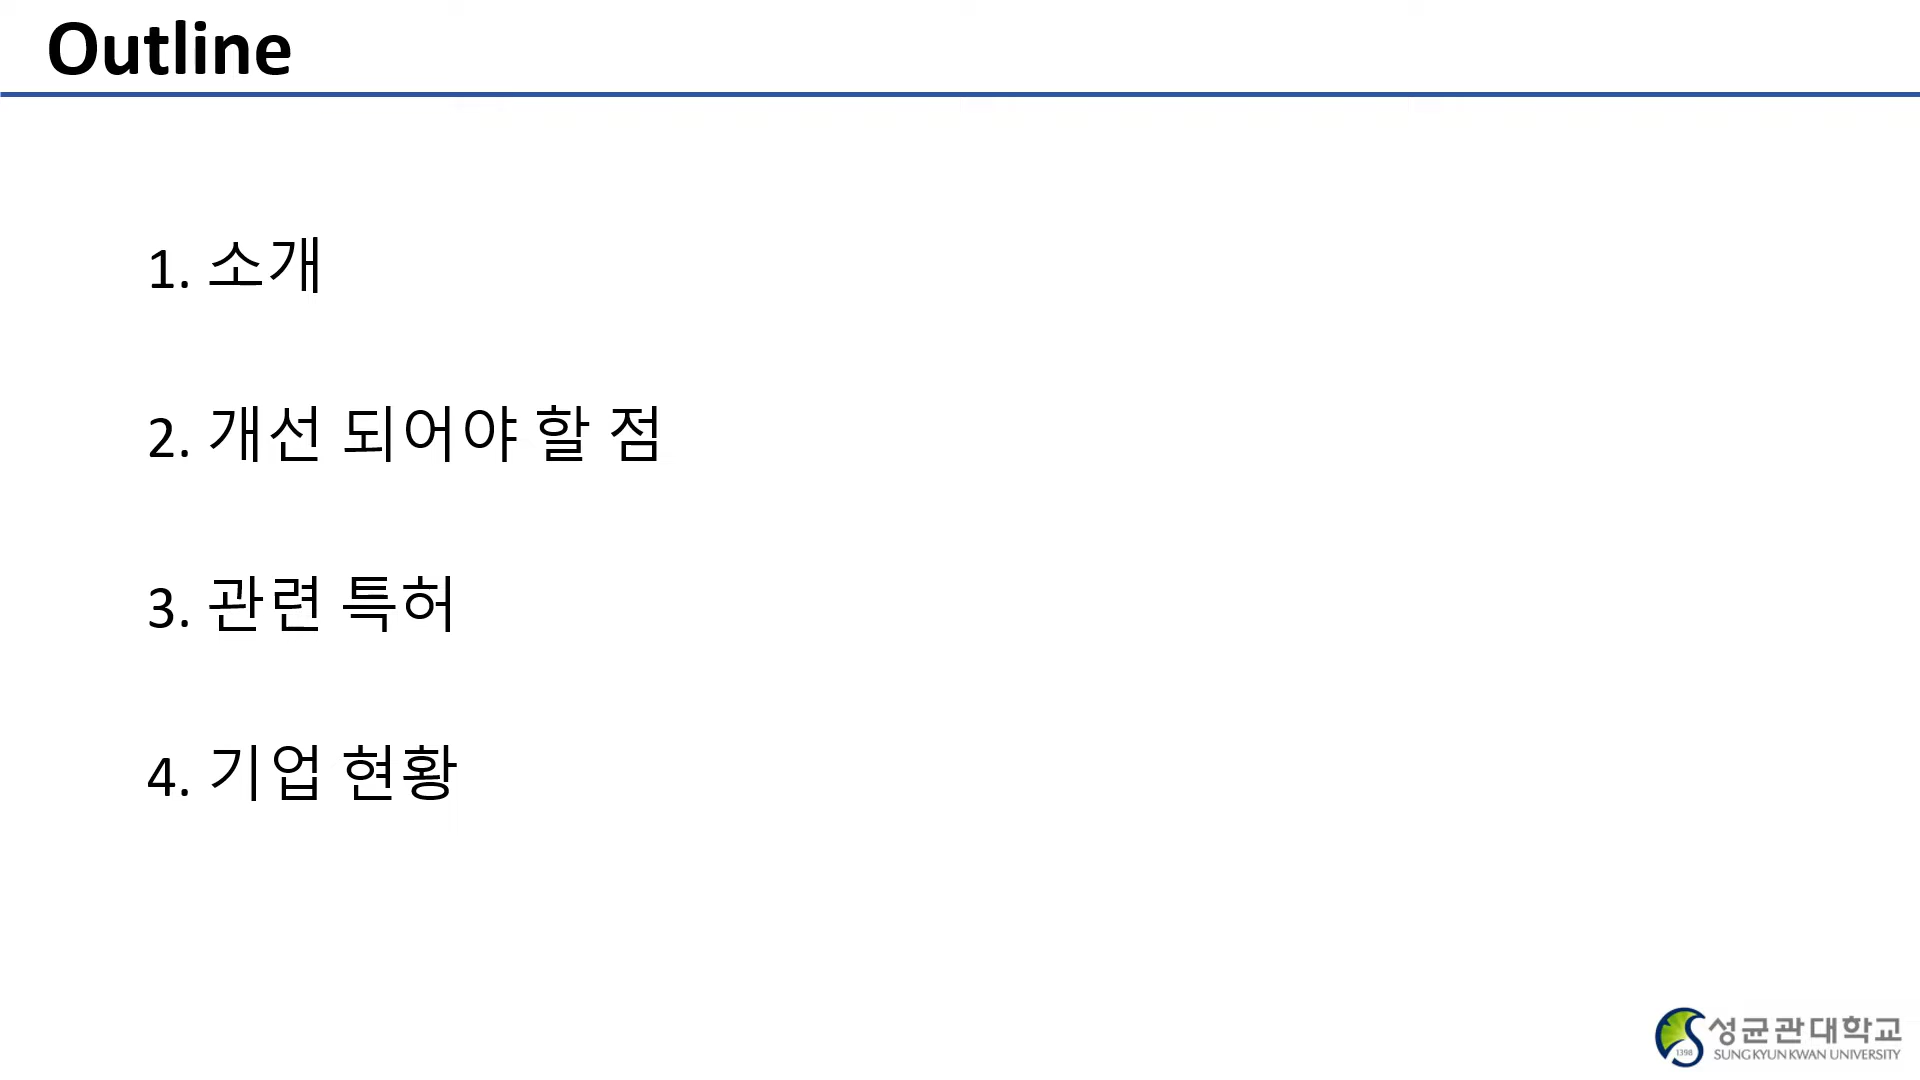 Outline
1. 소개
2. 개선 되어야 할 점
3. 관련 특허
4. 기업 현황
1398
성균관대학교
SUNG KYUN KWAN UNIVERSITY